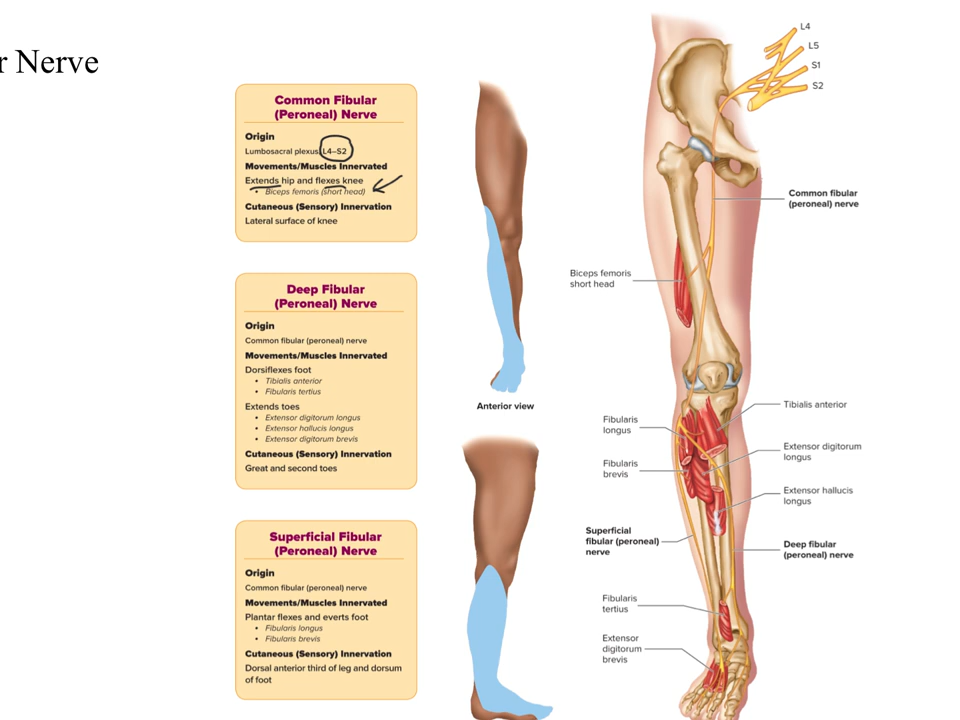 r Nerve
Common Fibular
(Peroneal) Nerve
Origin
Lumbosacral plexus L4–S2
Movements/Muscles Innervated
Extends hip and flexes knee
• Biceps femoris (short head)
Cutaneous (Sensory) Innervation
Lateral surface of knee
Deep Fibular
(Peroneal) Nerve
Origin
Common fibular (peroneal) nerve
Movements/Muscles Innervated
Dorsiflexes foot
• Tibialis anterior
• Fibularis tertius
Extends toes
• Extensor digitorum longus
• Extensor hallucis longus
• Extensor digitorum brevis
Cutaneous (Sensory) Innervation
Great and second toes
Superficial Fibular
(Peroneal) Nerve
Origin
Common fibular (peroneal) nerve
Movements/Muscles Innervated
Plantar flexes and everts foot
• Fibularis longus
• Fibularis brevis
Cutaneous (Sensory) Innervation
Dorsal anterior third of leg and dorsum
of foot
Anterior view
L4
L5
S1
S2
Common fibular
(peroneal) nerve
Biceps femoris
short head
Tibialis anterior
Fibularis
longus
Extensor digitorum
longus
Fibularis
brevis
Extensor hallucis
longus
Superficial
fibular (peroneal)
nerve
Deep fibular
(peroneal) nerve
Fibularis
tertius
Extensor
digitorum
brevis